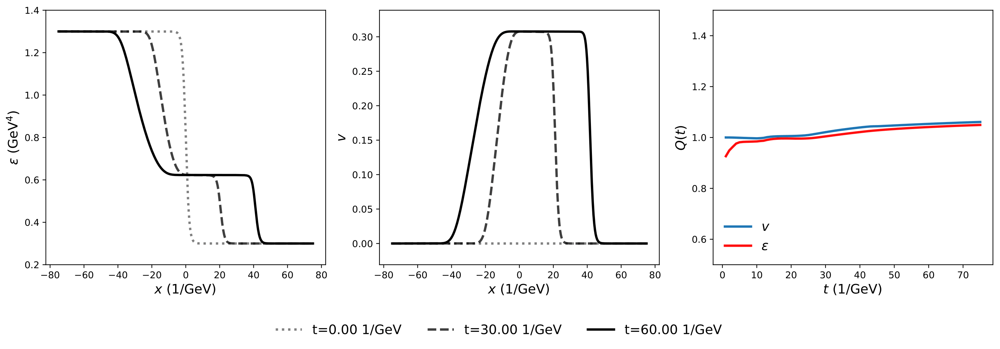 1.4
1.2
1.0
0.8
0.6
0.4
0.2
ε (GeV⁴)
−80 −60 −40 −20 0 20 40 60 80
x (1/GeV)
0.30
0.25
0.20
0.15
0.10
0.05
0.00
v
−80 −60 −40 −20 0 20 40 60 80
x (1/GeV)
1.4
1.2
1.0
0.8
0.6
Q(t)
v
ε
0 10 20 30 40 50 60 70
t (1/GeV)
t=0.00 1/GeV t=30.00 1/GeV t=60.00 1/GeV